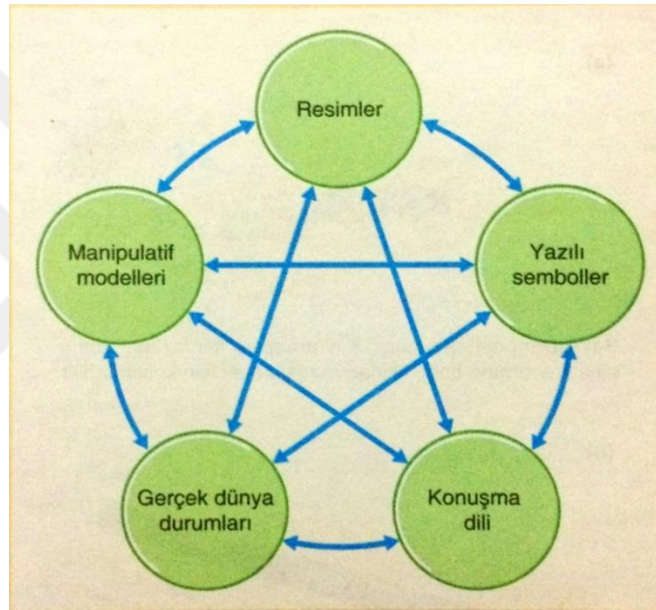 Resimler
Manipulatif
modelleri
Yazılı
semboller
Gerçek dünya
durumları
Konuşma
dili